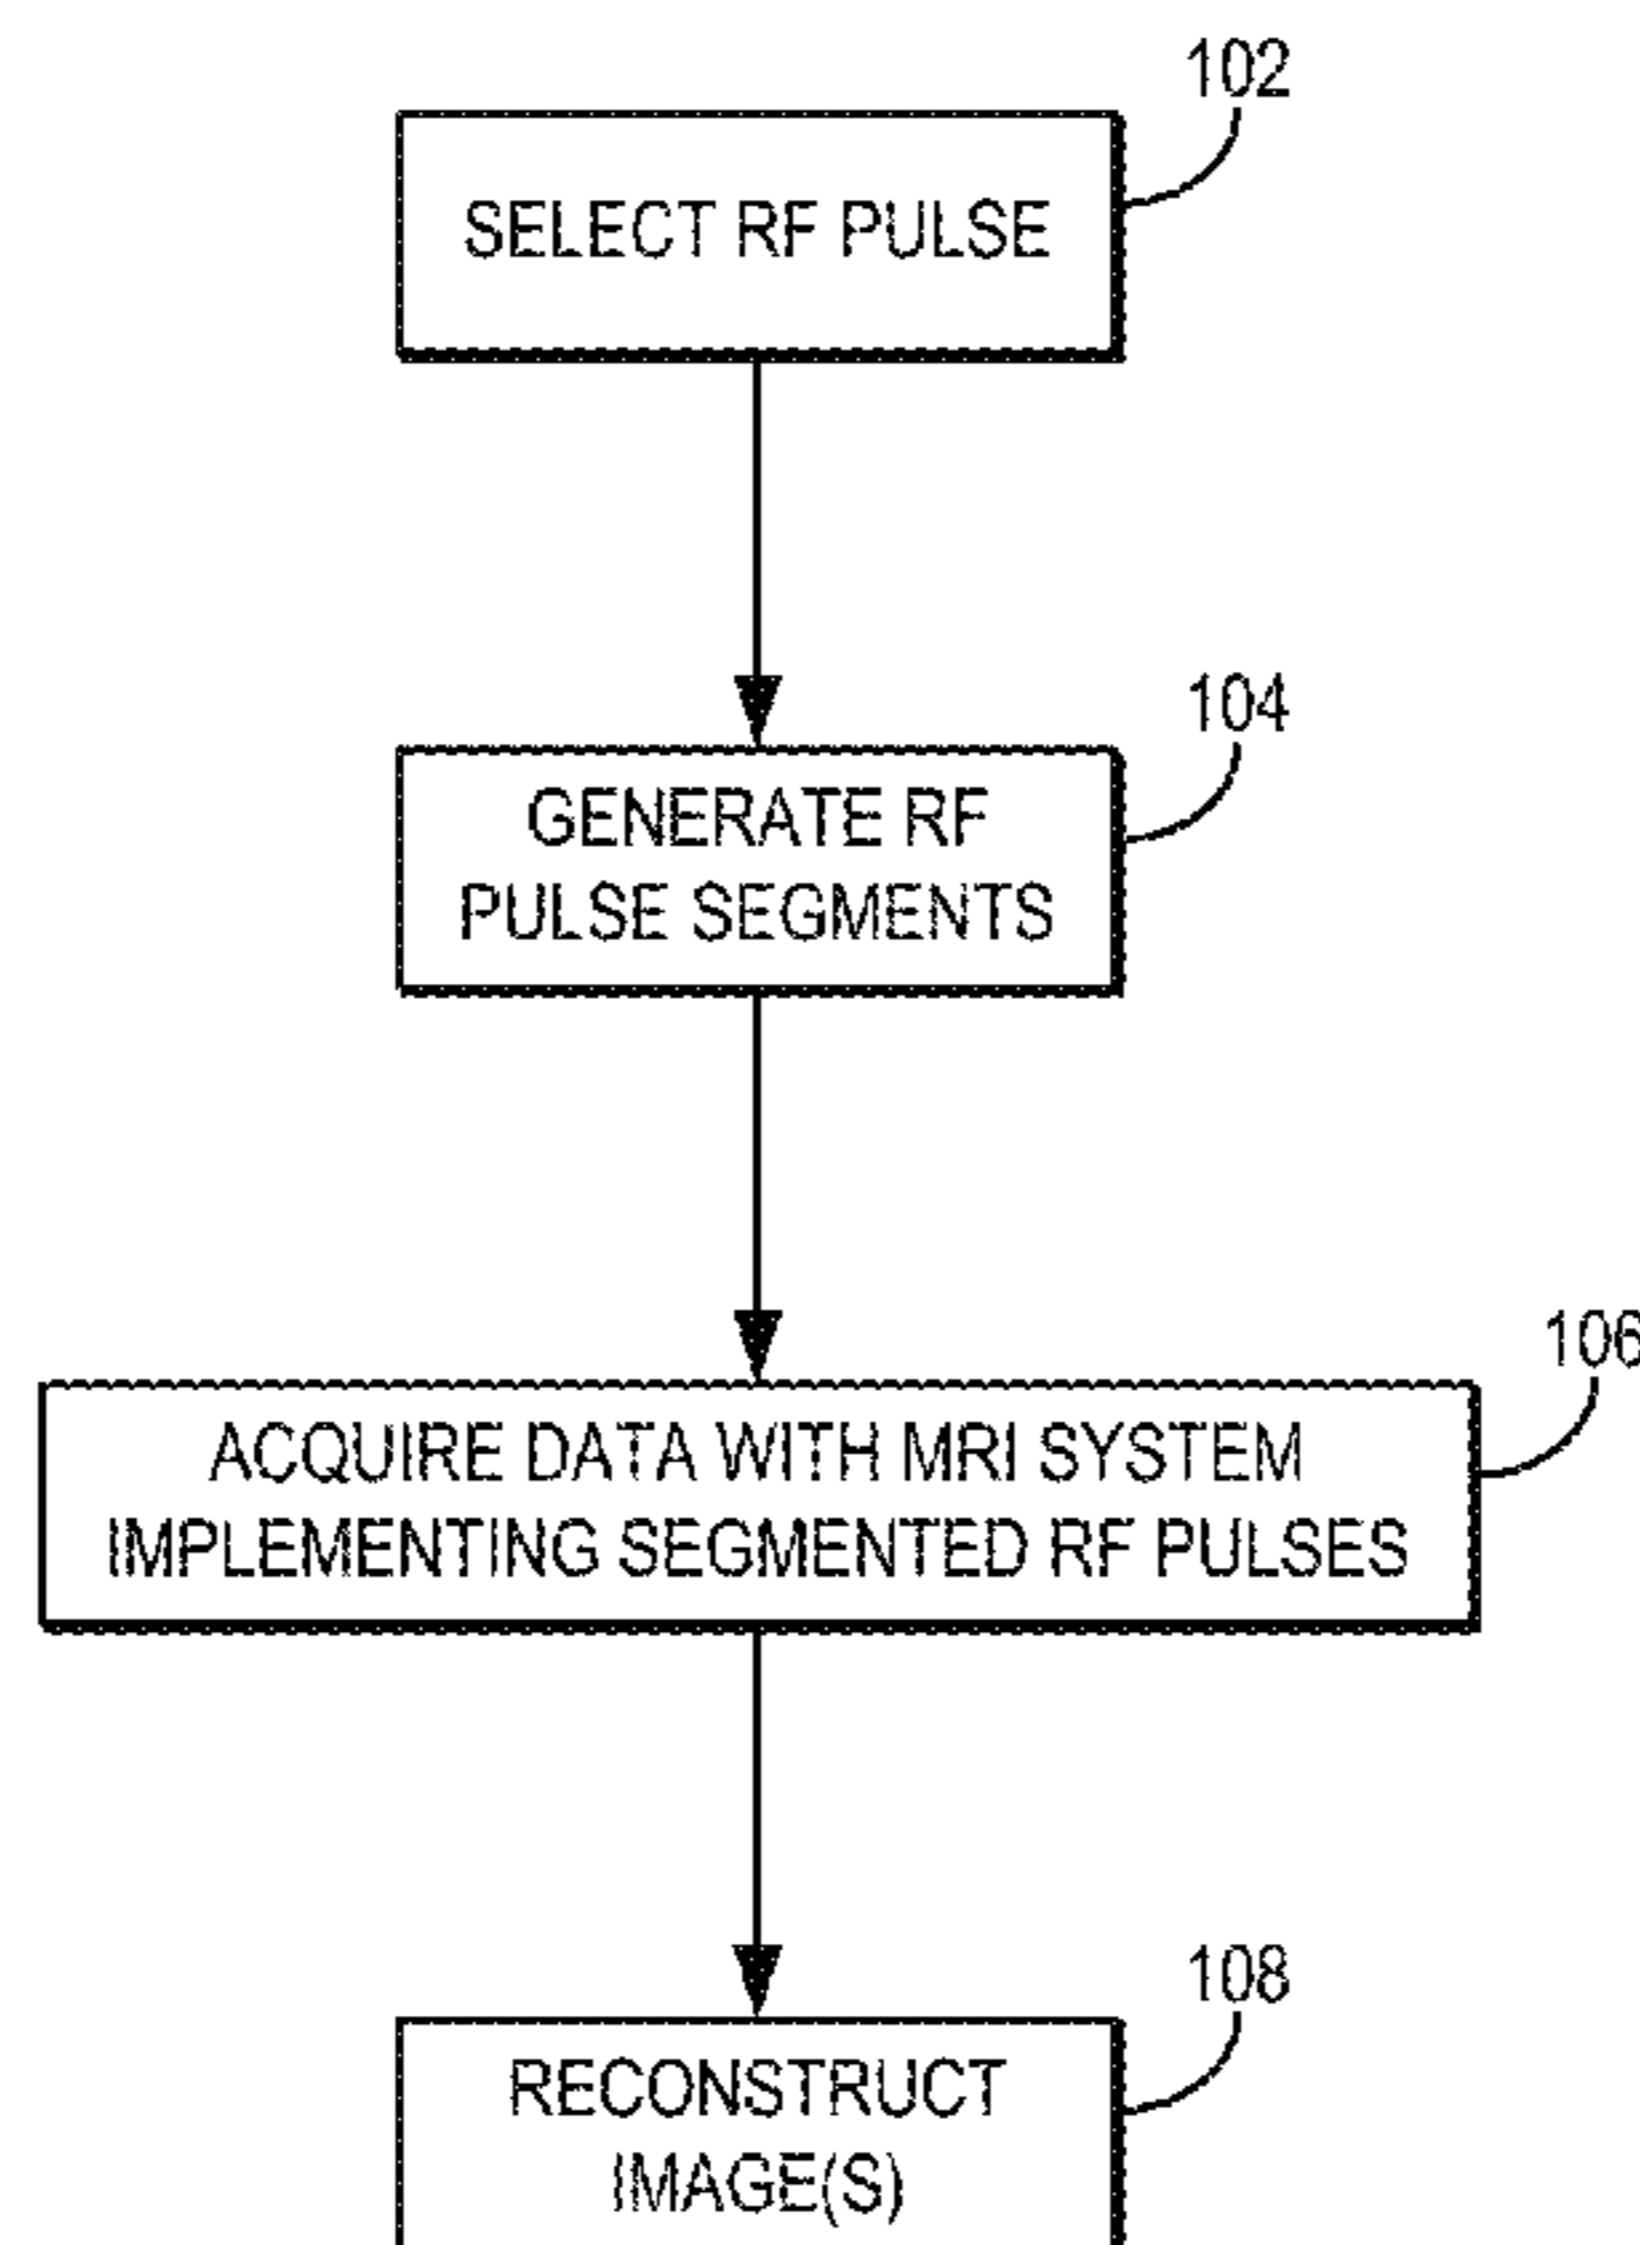 102
SELECT RF PULSE
104
GENERATE RF
PULSE SEGMENTS
106
ACQUIRE DATA WITH MRI SYSTEM
IMPLEMENTING SEGMENTED RF PULSES
108
RECONSTRUCT
IMAGE(S)